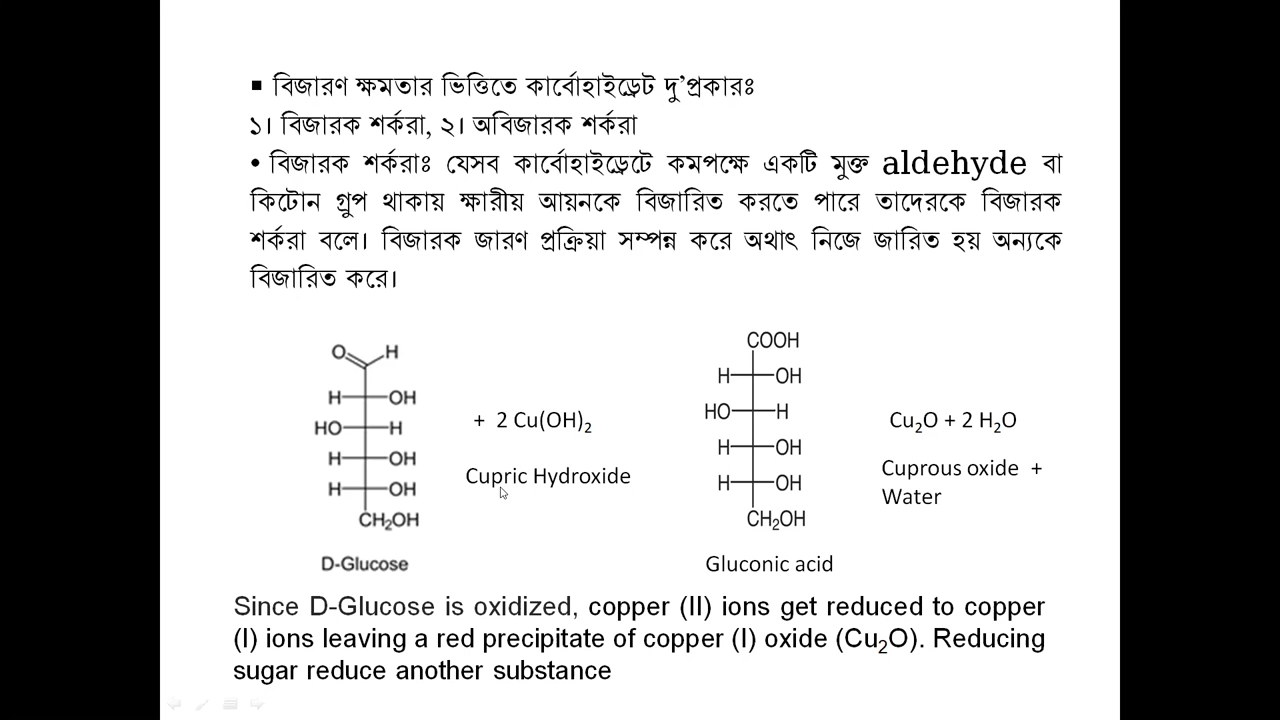 ▪ বিজারণ ক্ষমতার ভিত্তিতে কার্বোহাইড্রেট দু’প্রকারঃ
১। বিজারক শর্করা, ২। অবিজারক শর্করা
• বিজারক শর্করাঃ যেসব কার্বোহাইড্রেটে কমপক্ষে একটি মুক্ত aldehyde বা
কিটোন গ্রুপ থাকায় ক্ষারীয় আয়নকে বিজারিত করতে পারে তাদেরকে বিজারক
শর্করা বলে। বিজারক জারণ প্রক্রিয়া সম্পন্ন করে অথাৎ নিজে জারিত হয় অন্যকে
বিজারিত করে।
O H
H OH
HO H
H OH
H OH
CH₂OH
D-Glucose
+ 2 Cu(OH)₂
Cupric Hydroxide
COOH
H OH
HO H
H OH
H OH
CH₂OH
Gluconic acid
Cu₂O + 2 H₂O
Cuprous oxide +
Water
Since D-Glucose is oxidized, copper (II) ions get reduced to copper
(I) ions leaving a red precipitate of copper (I) oxide (Cu₂O). Reducing
sugar reduce another substance